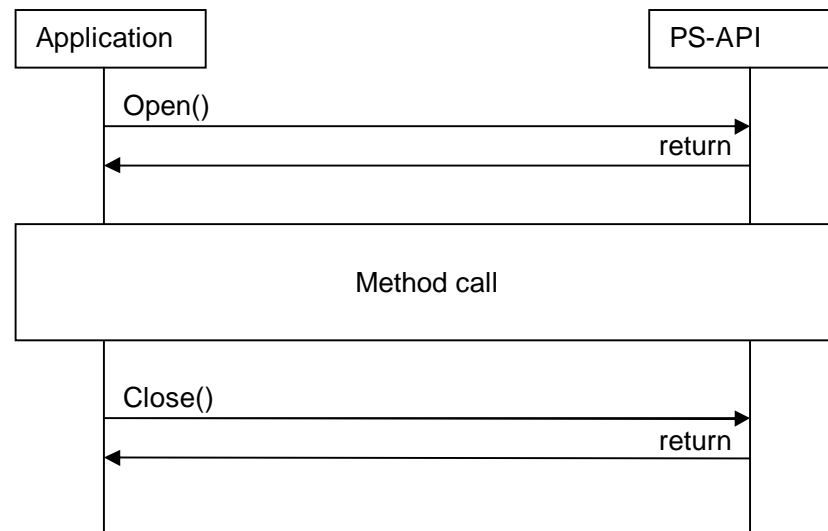 Application
PS-API
Open()
return
Method call
Close()
return